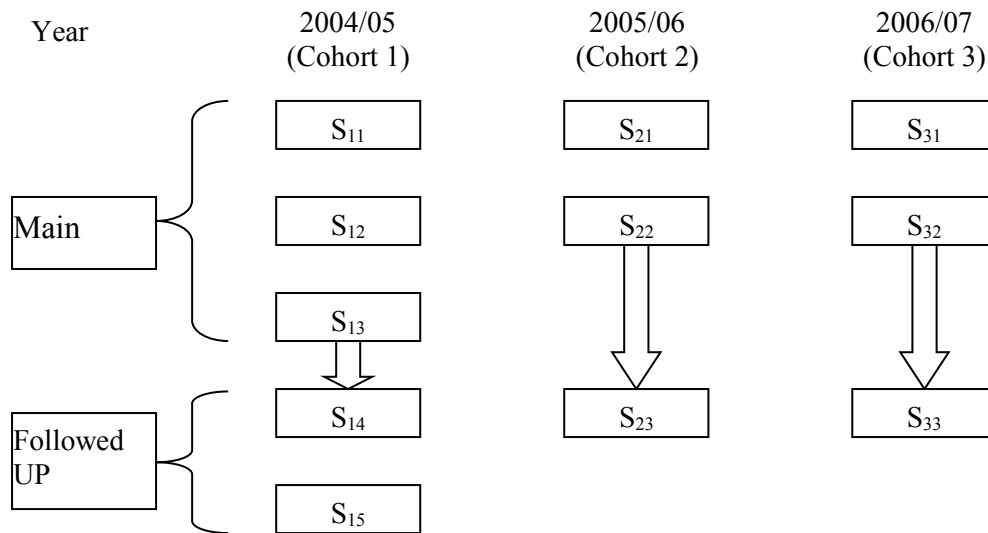 Year
2004/05
(Cohort 1)
2005/06
(Cohort 2)
2006/07
(Cohort 3)
S₁₁
S₂₁
S₃₁
Main
S₁₂
S₂₂
S₃₂
S₁₃
S₁₄
S₂₃
S₃₃
Followed
UP
S₁₅